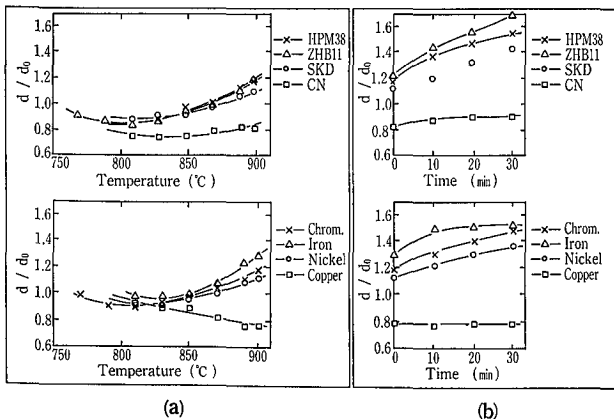 d / d₀
1.6
1.4
1.2
1.0
0.8
0.6
750
800
850
900
Temperature (℃)
HPM38
ZHB11
SKD
CN
d / d₀
1.6
1.4
1.2
1.0
0.8
0.6
0
10
20
30
Time (min)
HPM38
ZHB11
SKD
CN
d / d₀
1.6
1.4
1.2
1.0
0.8
0.6
750
800
850
900
Temperature (℃)
Chrom.
Iron
Nickel
Copper
d / d₀
1.6
1.4
1.2
1.0
0.8
0.6
0
10
20
30
Time (min)
Chrom.
Iron
Nickel
Copper
(a)
(b)